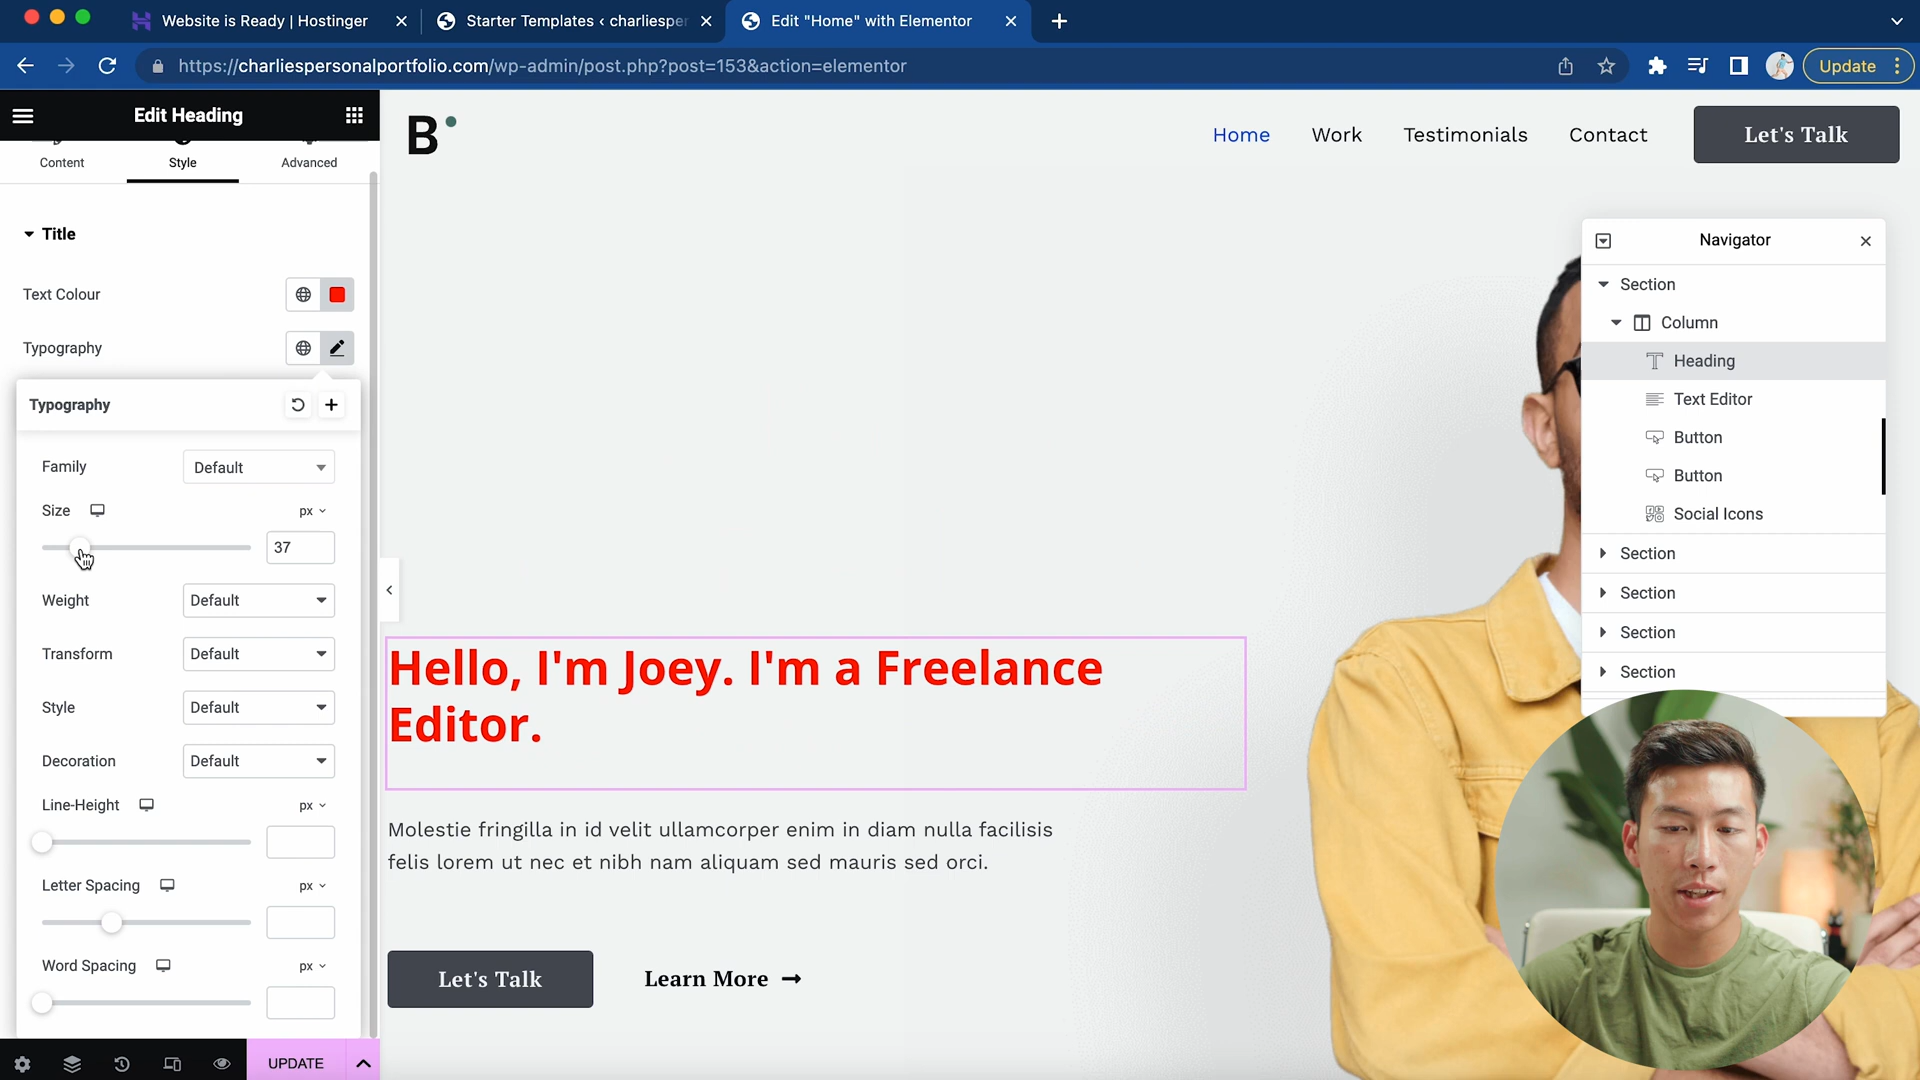 Website is Ready | Hostinger
Starter Templates ‹ charliesper
Edit "Home" with Elementor
https://charliespersonalportfolio.com/wp-admin/post.php?post=153&action=elementor
Update
Edit Heading
Content
Style
Advanced
Title
Text Colour
Typography
Typography
Family
Default
Size
px
37
Weight
Default
Transform
Default
Style
Default
Decoration
Default
Line-Height
px
Letter Spacing
px
Word Spacing
px
UPDATE
B
Home
Work
Testimonials
Contact
Let's Talk
Hello, I'm Joey. I'm a Freelance
Editor.
Molestie fringilla in id velit ullamcorper enim in diam nulla facilisis
felis lorem ut nec et nibh nam aliquam sed mauris sed orci.
Let's Talk
Learn More →
Navigator
Section
Column
Heading
Text Editor
Button
Button
Social Icons
Section
Section
Section
Section